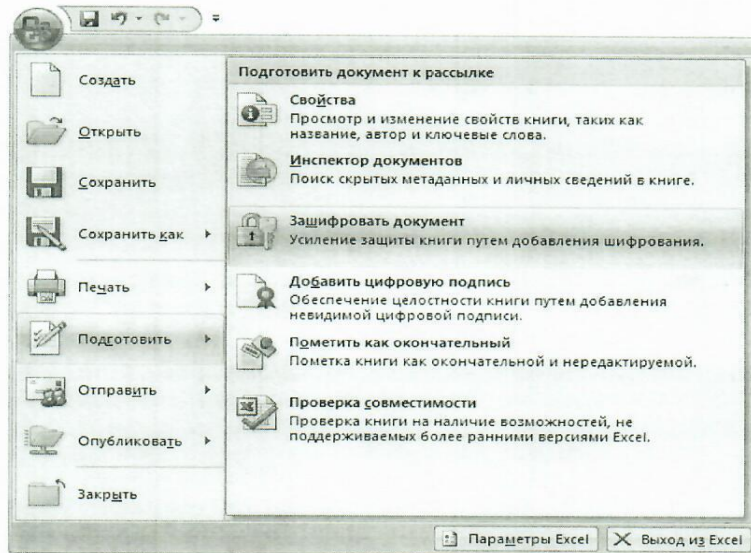 Создать
Открыть
Сохранить
Сохранить как
Печать
Подготовить
Отправить
Опубликовать
Закрыть
Подготовить документ к рассылке
Свойства
Просмотр и изменение свойств книги, таких как
название, автор и ключевые слова.
Инспектор документов
Поиск скрытых метаданных и личных сведений в книге.
Зашифровать документ
Усиление защиты книги путем добавления шифрования.
Добавить цифровую подпись
Обеспечение целостности книги путем добавления
невидимой цифровой подписи.
Пометить как окончательный
Пометка книги как окончательной и нередактируемой.
Проверка совместимости
Проверка книги на наличие возможностей, не
поддерживаемых более ранними версиями Excel.
Параметры Excel
Выход из Excel